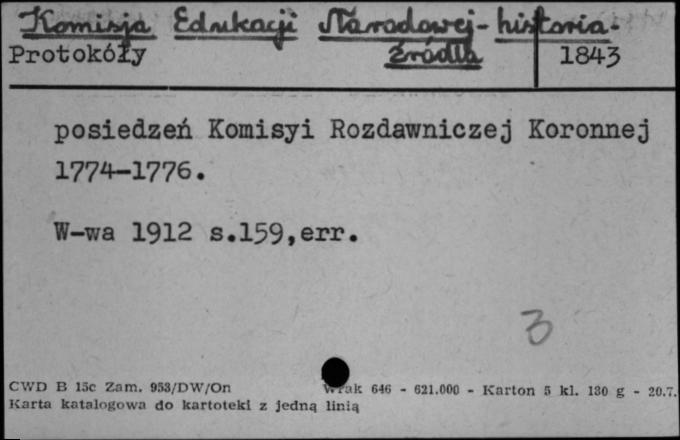 Komisja Edukacji Narodowej - historia -
Protokóły źródła 1843
posiedzeń Komisyi Rozdawniczej Koronnej
1774-1776.
W-wa 1912 s.159,err.
3
CWD B 15c Zam. 953/DW/On Wrak 646 - 621.000 - Karton 5 kl. 130 g - 20.7.
Karta katalogowa do kartoteki z jedną linią